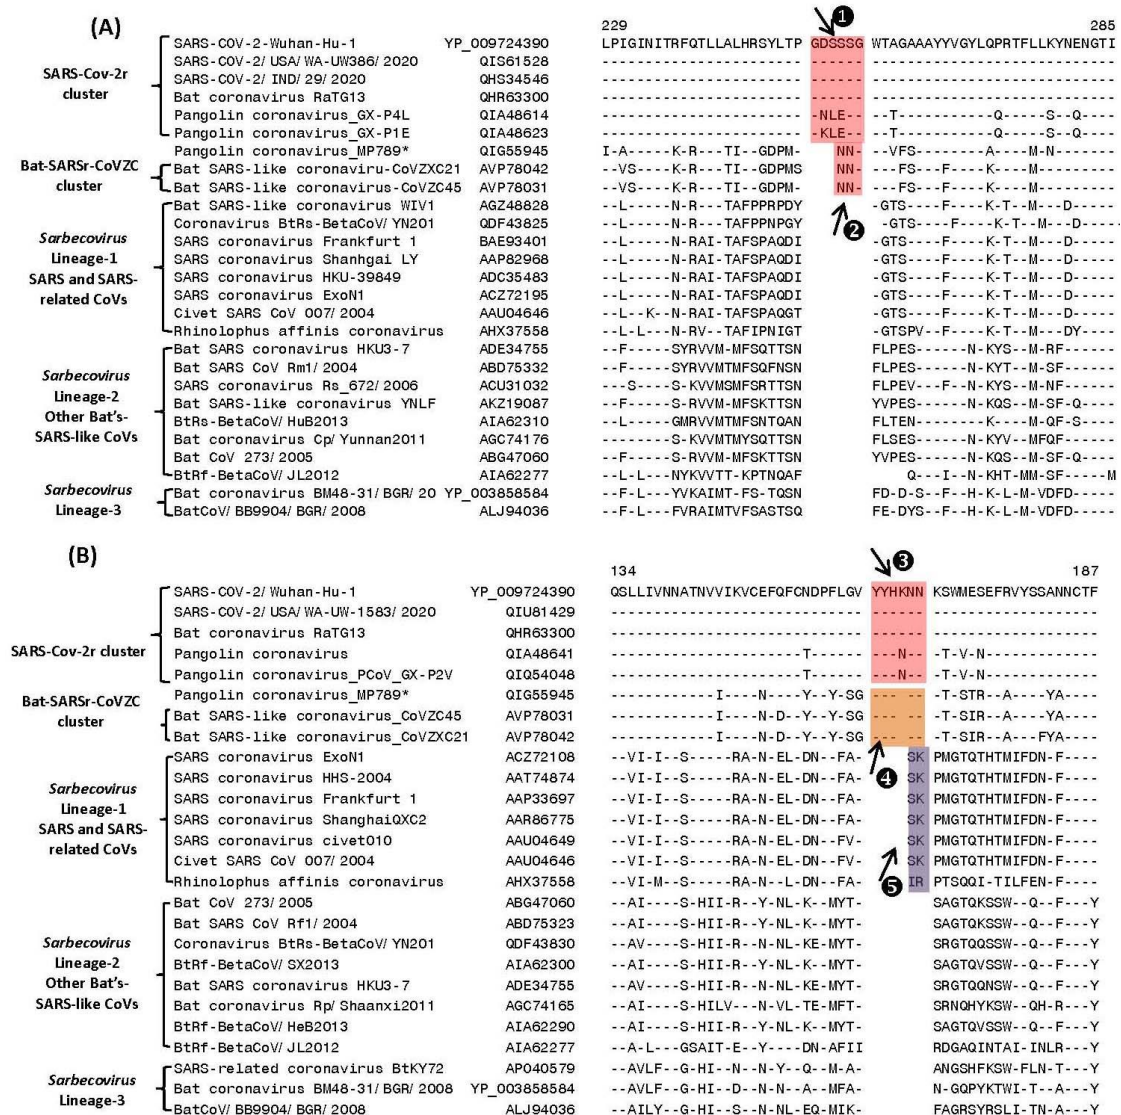 (A)
229 ❶ 285
SARS-Cov-2r cluster
SARS-COV-2-Wuhan-Hu-1 YP_009724390 LPIGINITRFQTLLALHRSYLTP GDSSSG WTAGAAAYYVGYLQPRTFLLKYNENGTI
SARS-COV-2/USA/WA-UW386/2020 QIS61528
SARS-COV-2/IND/29/2020 QHS34546
Bat coronavirus RaTG13 QHR63300
Pangolin coronavirus_GX-P4L QIA48614 -NLE-- --T-----------Q-----S--Q----
Pangolin coronavirus_GX-P1E QIA48623 -KLE-- --T-----------Q-----S--Q----
Bat-SARSr-CoVZC cluster
Pangolin coronavirus_MP789* QIG55945 I-A-----K-R---TI--GDPM- NN- --VFS-------A----M-N
Bat SARS-like coronaviru-CoVZXC21 AVP78042 --VS----K-R---TI--GDPMS NN- ---FS---F----K---M---Q----
Bat SARS-like coronavirus-CoVZC45 AVP78031 --VS----K-R---TI--GDPM- NN- ---FS---F----K---M---Q----
❷
Sarbecovirus Lineage-1 SARS and SARS-related CoVs
Bat SARS-like coronavirus WIV1 AGZ48828 --L-----N-R---TAFPPRPDY -GTS----F----K-T--M---D----
Coronavirus BtRs-BetaCoV/YN201 QDF43825 --L-----N-R---TAFPPNPGY -GTS----F----K-T--M---D----
SARS coronavirus Frankfurt 1 BAE93401 --L-----N-RAI-TAFSPAQDI -GTS----F----K-T--M---D----
SARS coronavirus Shanhgai LY AAP82968 --L-----N-RAI-TAFSPAQDI -GTS----F----K-T--M---D----
SARS coronavirus HKU-39849 ADC35483 --L-----N-RAI-TAFSPAQDI -GTS----F----K-T--M---D----
SARS coronavirus ExoN1 ACZ72195 --L-----N-RAI-TAFSPAQDI -GTS----F----K-T--M---D----
Civet SARS CoV 007/2004 AAU04646 --L--K--N-RAI-TAFSPAQGT -GTS----F----K-T--M---D----
Rhinolophus affinis coronavirus AHX37558 --L-L---N-RV--TAFIPNIGT -GTSPV--F----K-T--M---DY---
Sarbecovirus Lineage-2 Other Bat's-SARS-like CoVs
Bat SARS coronavirus HKU3-7 ADE34755 --F-----SYRVVM-MFSQTTSN FLPES------N-KYS--M-RF-----
Bat SARS CoV Rm1/2004 ABD75332 --F-----SYRVVMTMFSQFNSN FLPES------N-KYS--M-SF-----
SARS coronavirus Rs_672/2006 ACU31032 ---S---S-KVVMSMFSRTTSN FLPEV---F--N-KYS--M-NF-----
Bat SARS-like coronavirus YNLF AKZ19087 --F-----S-RVVMTMFSKTTSN YVPES------N-KQS--M-SF-Q---
BtRs-BetaCoV/HuB2013 AIA62310 --L-----GMRVVMTMFSNTQAN FLTEN--------K-M--M-SF-----
Bat coronavirus Cp/Yunnan2011 AGC74176 --------S-KVVMTMYSQTTSN FLSES------N-KYV--MFQF-----
Bat CoV 273/2005 ABG47060 --F-----S-RVVMTMFSKTTSN YVPES------N-KQS--M-SF--Q--
BtRf-BetaCoV/JL2012 AIA62277 --L-L---NYKVVTT-KPTNQAF Q---I--N-KHT-MM-SF----M
Sarbecovirus Lineage-3
Bat coronavirus BM48-31/BGR/20 YP_003858584 --F-L---YVKAIMT-FS-TQSN FD-D-S--F--H-K-L-M-VDFD----
BatCoV/BB9904/BGR/2008 ALJ94036 --F-L---FVRAIMTVFSASTSQ FE-DYS--F--H-K-L-M-VDFD----
(B)
134 ❸ 187
SARS-Cov-2r cluster
SARS-COV-2/Wuhan-Hu-1 YP_009724390 QSLLIVNNATNVVIKVCEFQFCNDPFLGV YYHKNN KSWMESEFRVYSSANNCTF
SARS-COV-2/USA/WA-UW-1583/2020 QIU81429
Bat coronavirus RaTG13 QHR63300
Pangolin coronavirus QIA48641 T ---N-- -T-V-N
Pangolin coronavirus_PCoV_GX-P2V QIQ54048 T ---N-- -T-V-N
Bat-SARSr-CoVZC cluster
Pangolin coronavirus_MP789* QIG55945 I----N---Y--Y-SG --- -- -T-STR--A----YA---
Bat SARS-like coronavirus_CoVZC45 AVP78031 I----N-D--Y--Y-SG --- -- -T-SIR--A----YA---
Bat SARS-like coronavirus_CoVZXC21 AVP78042 I----N-D--Y--Y-SG --- -- -T-SIR--A---FYA---
❹
Sarbecovirus Lineage-1 SARS and SARS-related CoVs
SARS coronavirus ExoN1 ACZ72108 --VI-I--S-----RA-N-EL-DN--FA- SK PMGTQTHTMIFDN-F----
SARS coronavirus HHS-2004 AAT74874 --VI-I--S-----RA-N-EL-DN--FA- SK PMGTQTHTMIFDN-F----
SARS coronavirus Frankfurt 1 AAP33697 --VI-I--S-----RA-N-EL-DN--FA- SK PMGTQTHTMIFDN-F----
SARS coronavirus ShanghaiQXC2 AAR86775 --VI-I--S-----RA-N-EL-DN--FA- SK PMGTQTHTMIFDN-F----
SARS coronavirus civet010 AAU04649 --VI-I--S-----RA-N-EL-DN--FV- SK PMGTQTHTMIFDN-F----
Civet SARS CoV 007/2004 AAU04646 --VI-I--S-----RA-N-EL-DN--FV- SK PMGTQTHTMIFDN-F----
Rhinolophus affinis coronavirus AHX37558 --VI-M--S-----RA-N-EL-DN--FA- IR PTSQQI-TILFEN-F----
❺
Sarbecovirus Lineage-2 Other Bat's-SARS-like CoVs
Bat CoV 273/2005 ABG47060 --AI----S-HII-R--Y-NL-K--MYT- SAGTQKSSW--Q--F---Y
Bat SARS CoV Rf1/2004 ABD75323 --AI----S-HII-R--Y-NL-K--MYT- SAGTQKSSW--Q--F---Y
Coronavirus BtRs-BetaCoV/YN201 QDF43830 --AV----S-HII-R--Y-NL-KE-MYT- SRGTQQSSW--Q--F---Y
BtRf-BetaCoV/SX2013 AIA62300 --AI----S-HII-R--Y-NL-K--MYT- SAGTQVSSW--Q--F---Y
Bat SARS coronavirus HKU3-7 ADE34755 --AV----S-HII-R--N-NL-KE-MYT- SRGTQQNSW--Q--F---Y
Bat coronavirus Rp/Shaanxi2011 AGC74165 --AI----S-HILV---N-VL-TE-MFT- SRNQHYKSW--QH-R---Y
BtRf-BetaCoV/HeB2013 AIA62290 --AI----S-HII-R--Y-NL-K--MYT- SAGTQVSSW--Q--F---Y
BtRf-BetaCoV/JL2012 AIA62277 --A-L---GSAIT-E--Y----DN-AFII RDGAQINTAI-INLR---Y
Sarbecovirus Lineage-3
SARS-related coronavirus BtKY72 APO40579 --AVLF--G-HI--N--N--Q--M-V--- ANGSHFKSW-FLN-T---Y
Bat coronavirus BM48-31/BGR/2008 YP_003858584 --AVLF--G-HI--D--N--N--A--MFA- N-GQPYKTWI-T--A---Y
BatCoV/BB9904/BGR/2008 ALJ94036 --AILY--G-HI--S--N--EL-EQ-MIK- FAGRSYRSLI-TN-A---Y